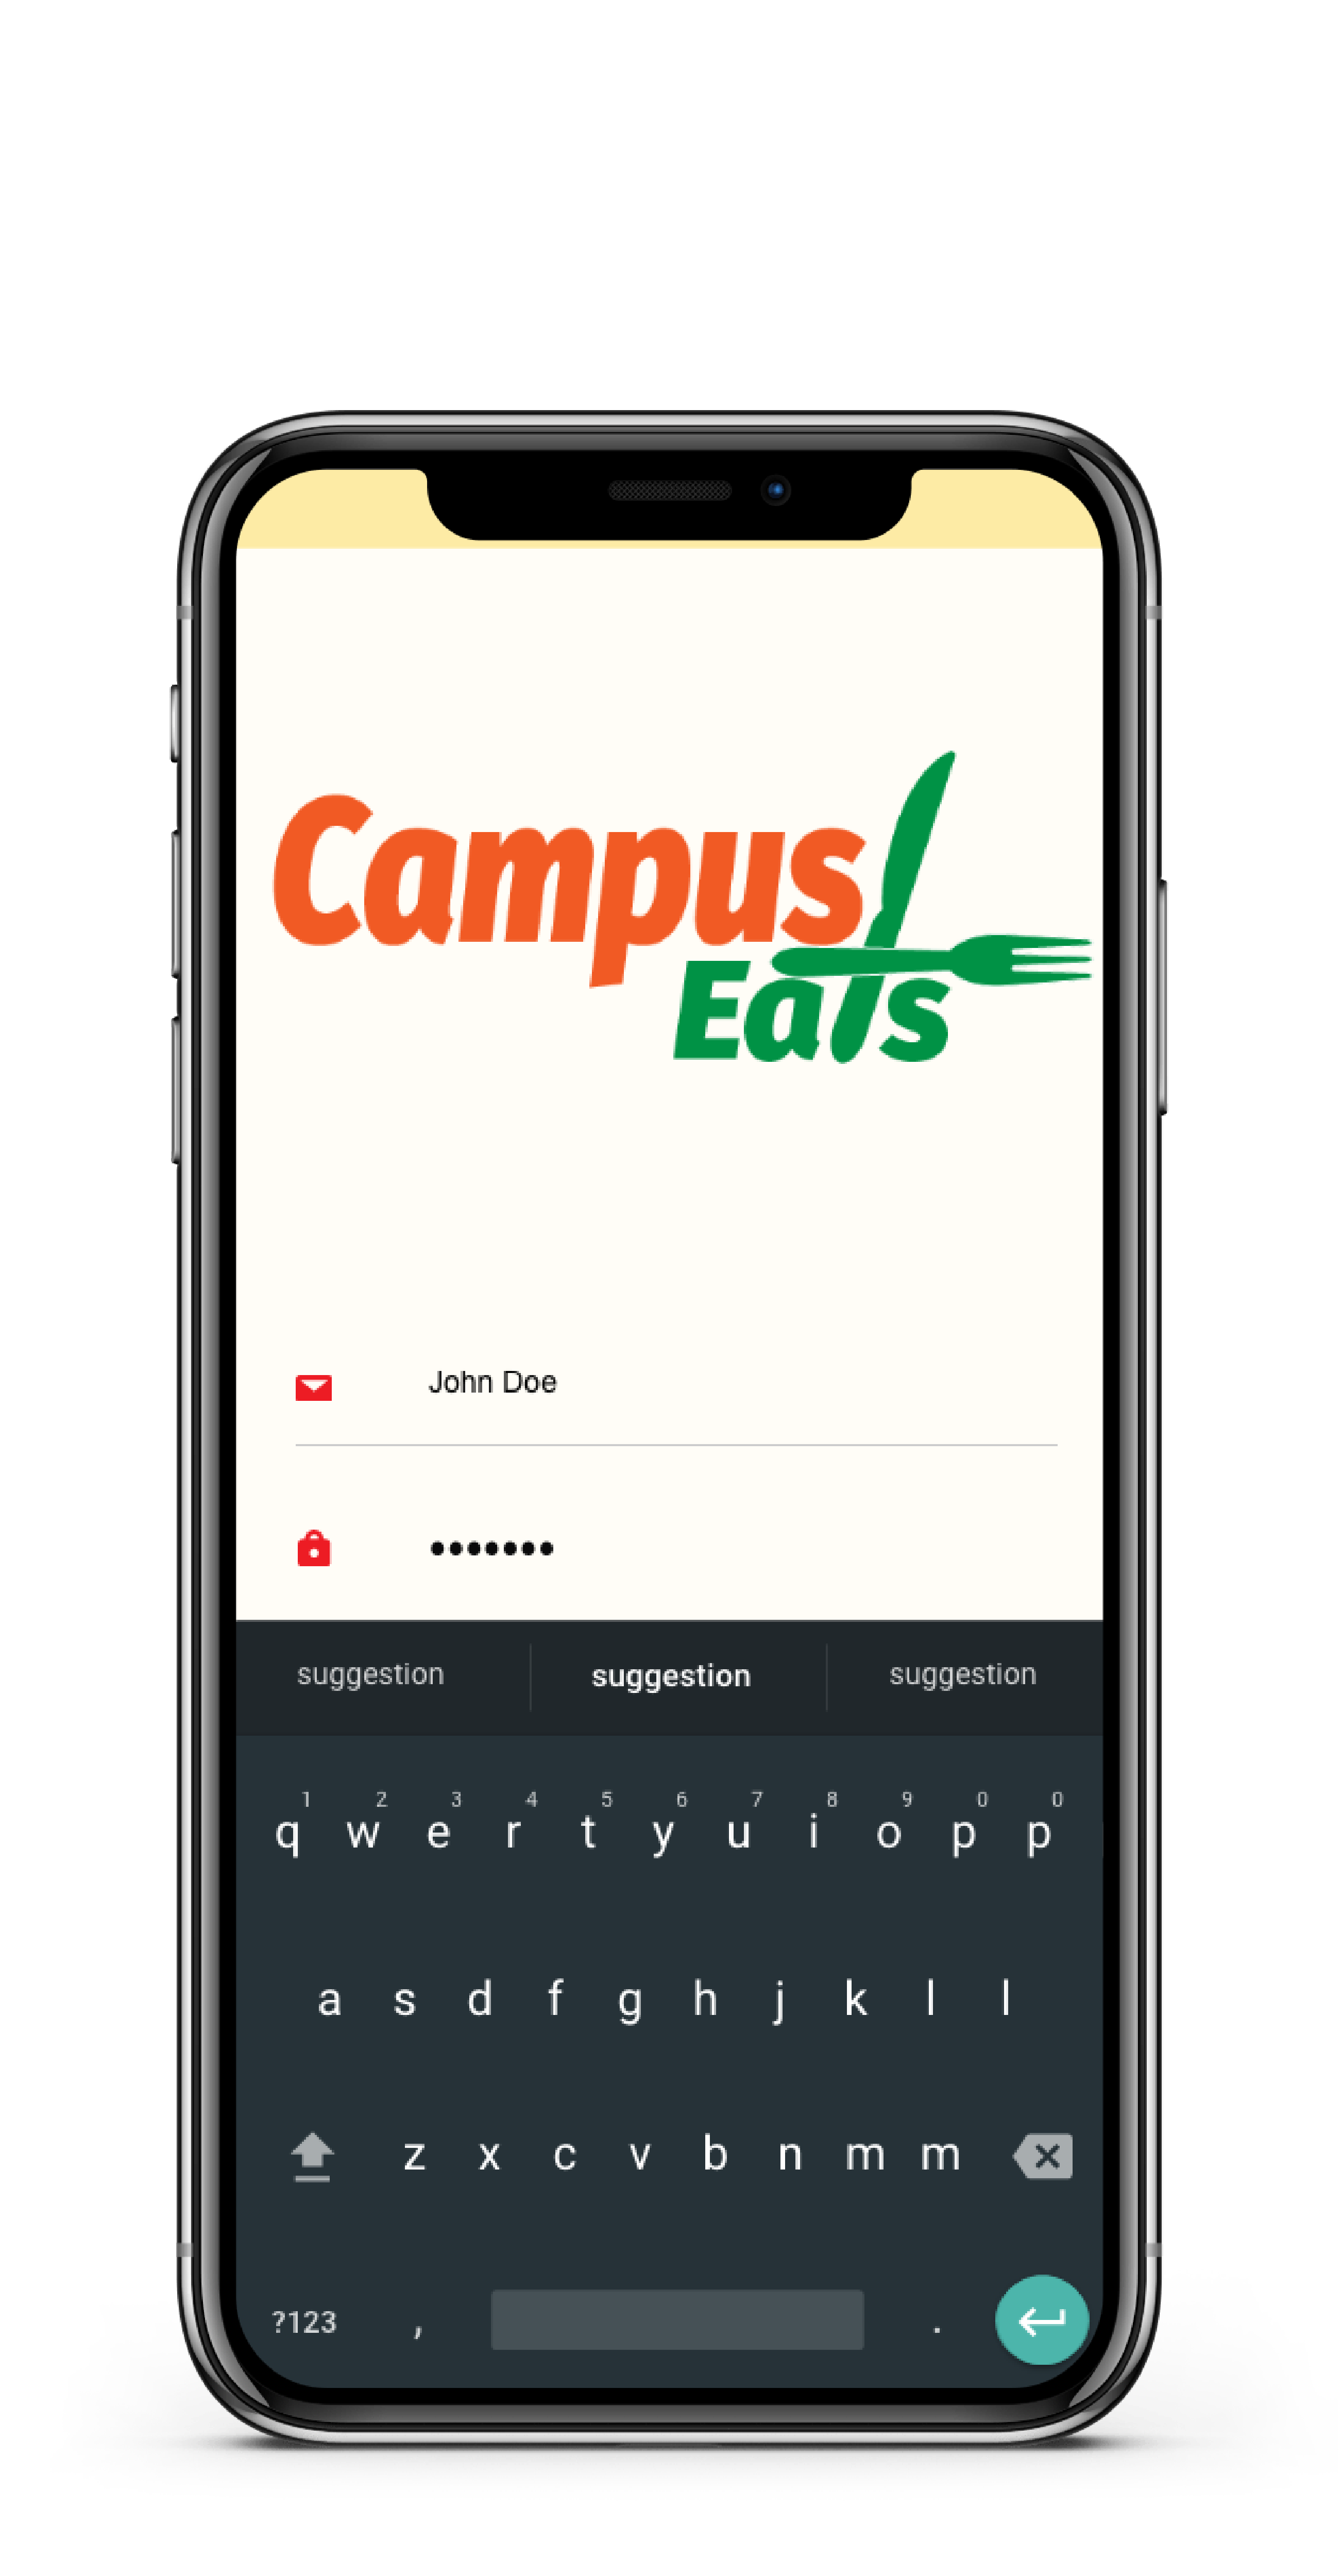 Campus
Eats
John Doe
•••••••
suggestion suggestion suggestion
1 2 3 4 5 6 7 8 9 0 0
q w e r t y u i o p p
a s d f g h j k l l
z x c v b n m m
?123 , .